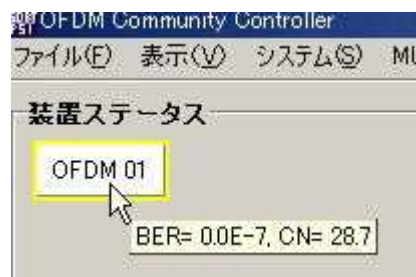 OFDM Community Controller
ファイル(F) 表示(V) システム(S)
装置ステータス
OFDM 01
BER= 0.0E-7, CN= 28.7